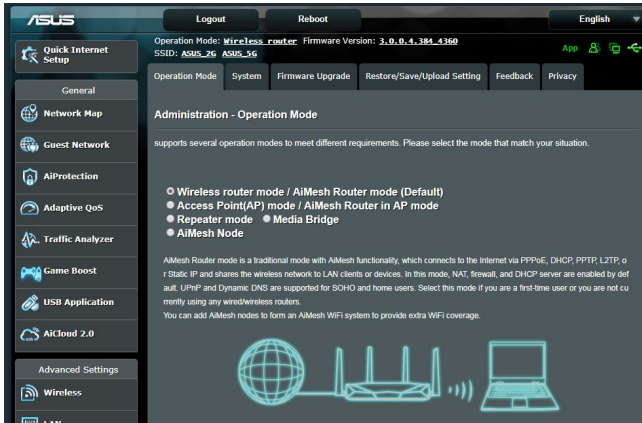 ASUS
Logout
Reboot
English
Quick Internet
Setup
Operation Mode: Wireless router Firmware Version: 3.0.0.4.384_4360
SSID: ASUS_2G ASUS_5G
App
General
Operation Mode
System
Firmware Upgrade
Restore/Save/Upload Setting
Feedback
Privacy
Network Map
Guest Network
AiProtection
Adaptive QoS
Traffic Analyzer
Game Boost
USB Application
AiCloud 2.0
Advanced Settings
Wireless
LAN
Administration - Operation Mode
supports several operation modes to meet different requirements. Please select the mode that match your situation.
Wireless router mode / AiMesh Router mode (Default)
Access Point(AP) mode / AiMesh Router in AP mode
Repeater mode Media Bridge
AiMesh Node
AiMesh Router is a traditional mode with AiMesh functionality, which connects to the Internet via PPPoE, DHCP, PPTP, L2TP, o
r Static IP and shares the wireless network to LAN clients or devices. In this mode, NAT, firewall, and DHCP server are enabled by def
ault. UPnP and Dynamic DNS are supported for SOHO and home users. Select this mode if you are a first-time user or you are not cu
rrently using any wired/wireless routers.
You can add AiMesh nodes to form an AiMesh WiFi system to provide extra WiFi coverage.